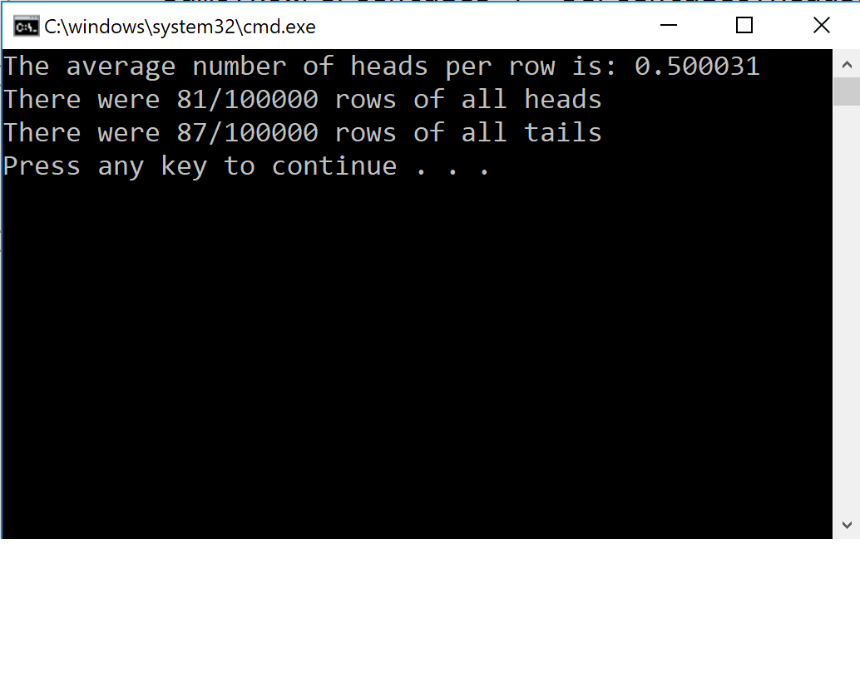 C:\windows\system32\cmd.exe
The average number of heads per row is: 0.500031
There were 81/100000 rows of all heads
There were 87/100000 rows of all tails
Press any key to continue . . .